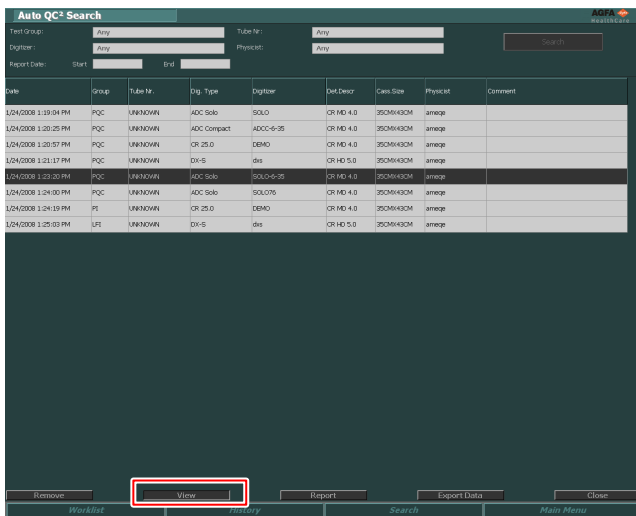 Auto QC² Search
AGFA
HealthCare
Test Group: Any Tube Nr: Any
Digitizer: Any Physicist: Any
Search
Report Date: Start End
Date Group Tube Nr. Dig. Type Digitizer Det.Descr Cass.Size Physicist Comment
1/24/2008 1:19:04 PM PQC UNKNOWN ADC Solo SOLO CR MD 4.0 35CMX43CM ameqe
1/24/2008 1:20:25 PM PQC UNKNOWN ADC Compact ADCC-6-35 CR MD 4.0 35CMX43CM ameqe
1/24/2008 1:20:57 PM PQC UNKNOWN CR 25.0 DEMO CR MD 4.0 35CMX43CM ameqe
1/24/2008 1:21:17 PM PQC UNKNOWN DX-S dxs CR HD 5.0 35CMX43CM ameqe
1/24/2008 1:23:20 PM PQC UNKNOWN ADC Solo SOLO-6-35 CR MD 4.0 35CMX43CM ameqe
1/24/2008 1:24:00 PM PQC UNKNOWN ADC Solo SOLO76 CR MD 4.0 35CMX43CM ameqe
1/24/2008 1:24:19 PM PI UNKNOWN CR 25.0 DEMO CR MD 4.0 35CMX43CM ameqe
1/24/2008 1:25:03 PM LFI UNKNOWN DX-S dxs CR HD 5.0 35CMX43CM ameqe
Remove View Report Export Data Close
Worklist History Search Main Menu